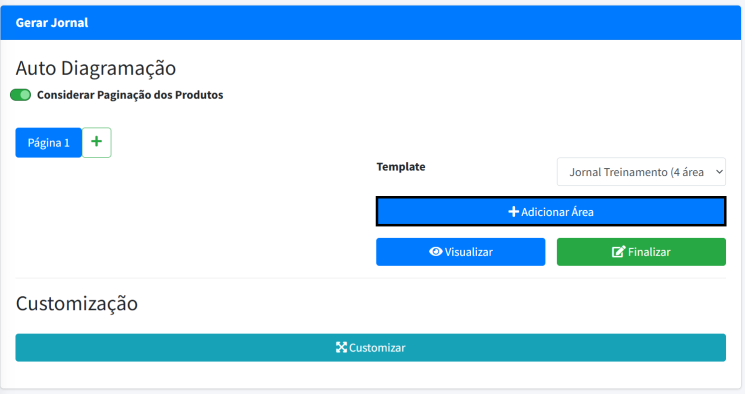 Gerar Jornal
Auto Diagramação
Considerar Paginação dos Produtos
Página 1 +
Template
Jornal Treinamento (4 área
+ Adicionar Área
Visualizar
Finalizar
Customização
Customizar